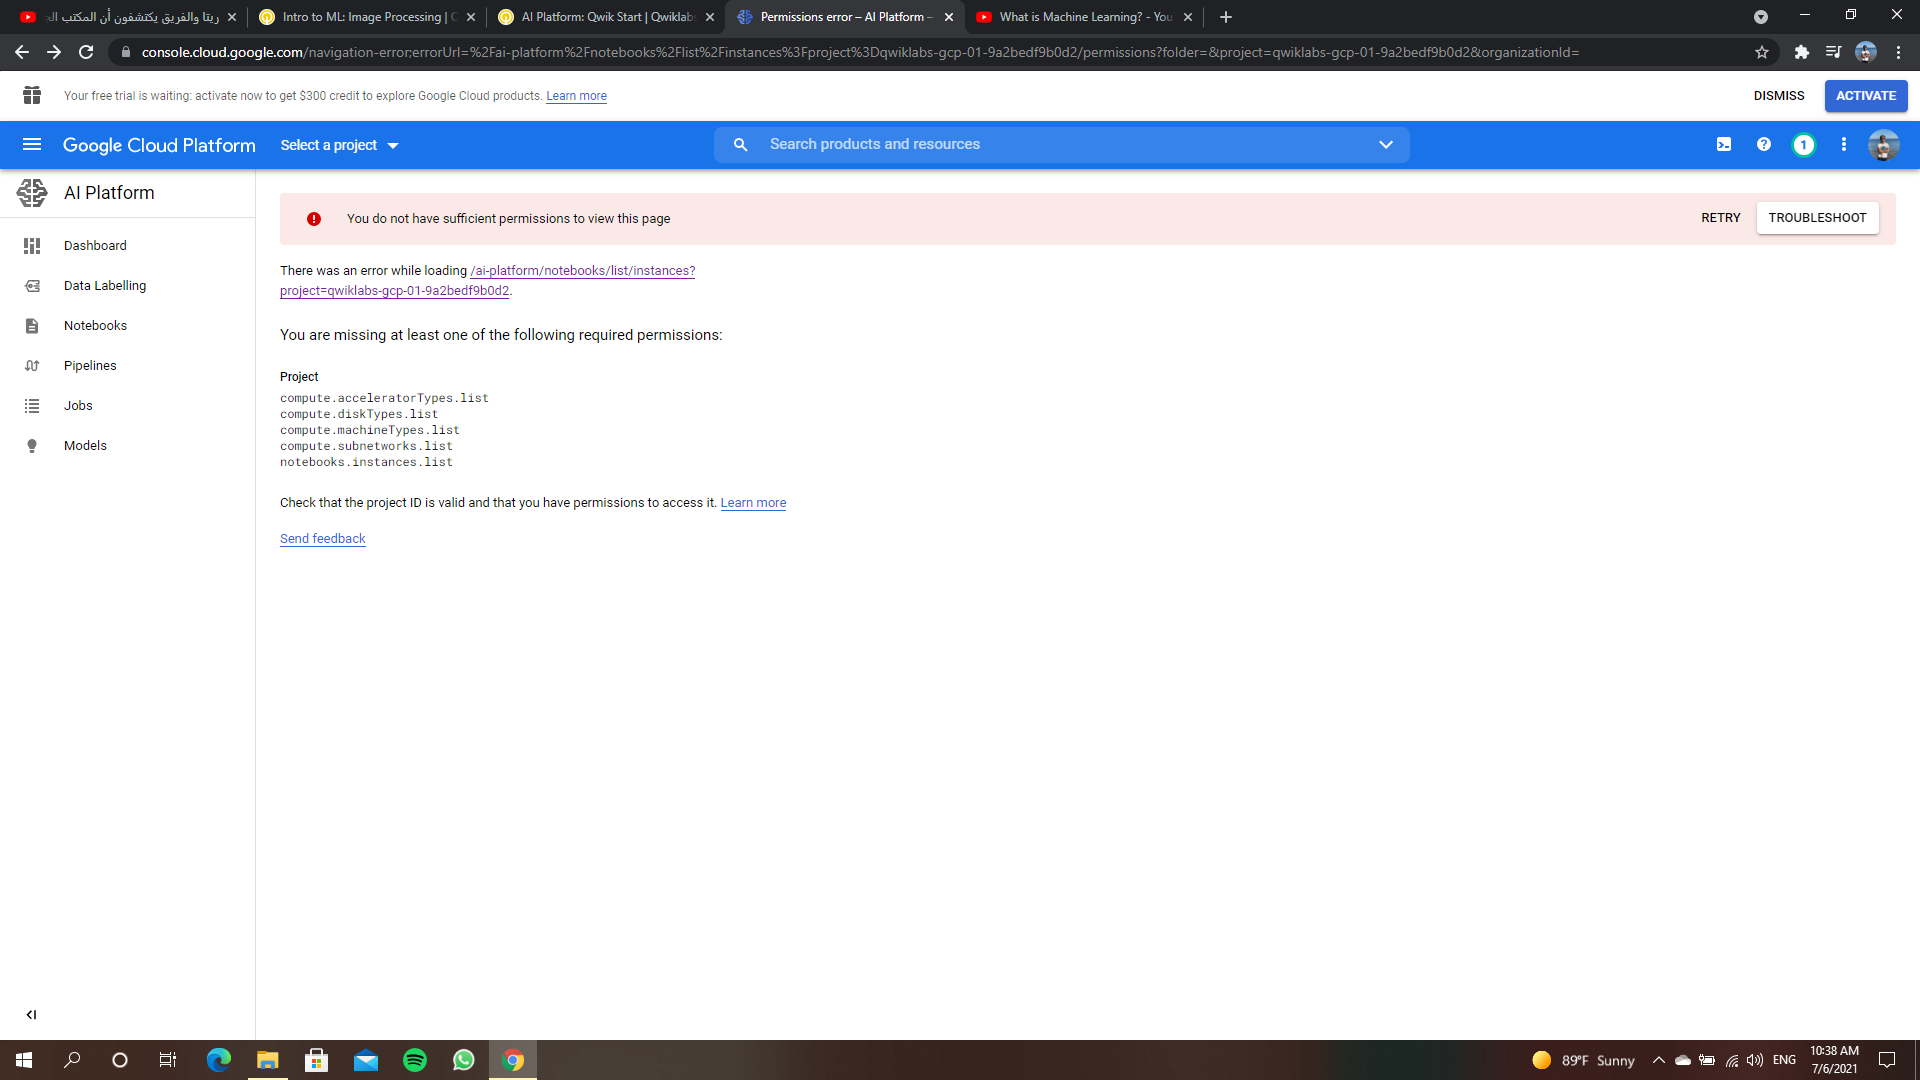 ريتا والفريق يكتشفون أن المكتب الـ
Intro to ML: Image Processing | Q
AI Platform: Qwik Start | Qwiklabs
Permissions error – AI Platform –
What is Machine Learning? - You
console.cloud.google.com/navigation-error;errorUrl=%2Fai-platform%2Fnotebooks%2Flist%2Finstances%3Fproject%3Dqwiklabs-gcp-01-9a2bedf9b0d2/permissions?folder=&project=qwiklabs-gcp-01-9a2bedf9b0d2&organizationId=
Your free trial is waiting: activate now to get $300 credit to explore Google Cloud products. Learn more
DISMISS
ACTIVATE
Google Cloud Platform
Select a project
Search products and resources
1
AI Platform
Dashboard
Data Labelling
Notebooks
Pipelines
Jobs
Models
You do not have sufficient permissions to view this page
RETRY
TROUBLESHOOT
There was an error while loading /ai-platform/notebooks/list/instances?
project=qwiklabs-gcp-01-9a2bedf9b0d2.
You are missing at least one of the following required permissions:
Project
compute.acceleratorTypes.list
compute.diskTypes.list
compute.machineTypes.list
compute.subnetworks.list
notebooks.instances.list
Check that the project ID is valid and that you have permissions to access it. Learn more
Send feedback
89°F Sunny
ENG
10:38 AM
7/6/2021